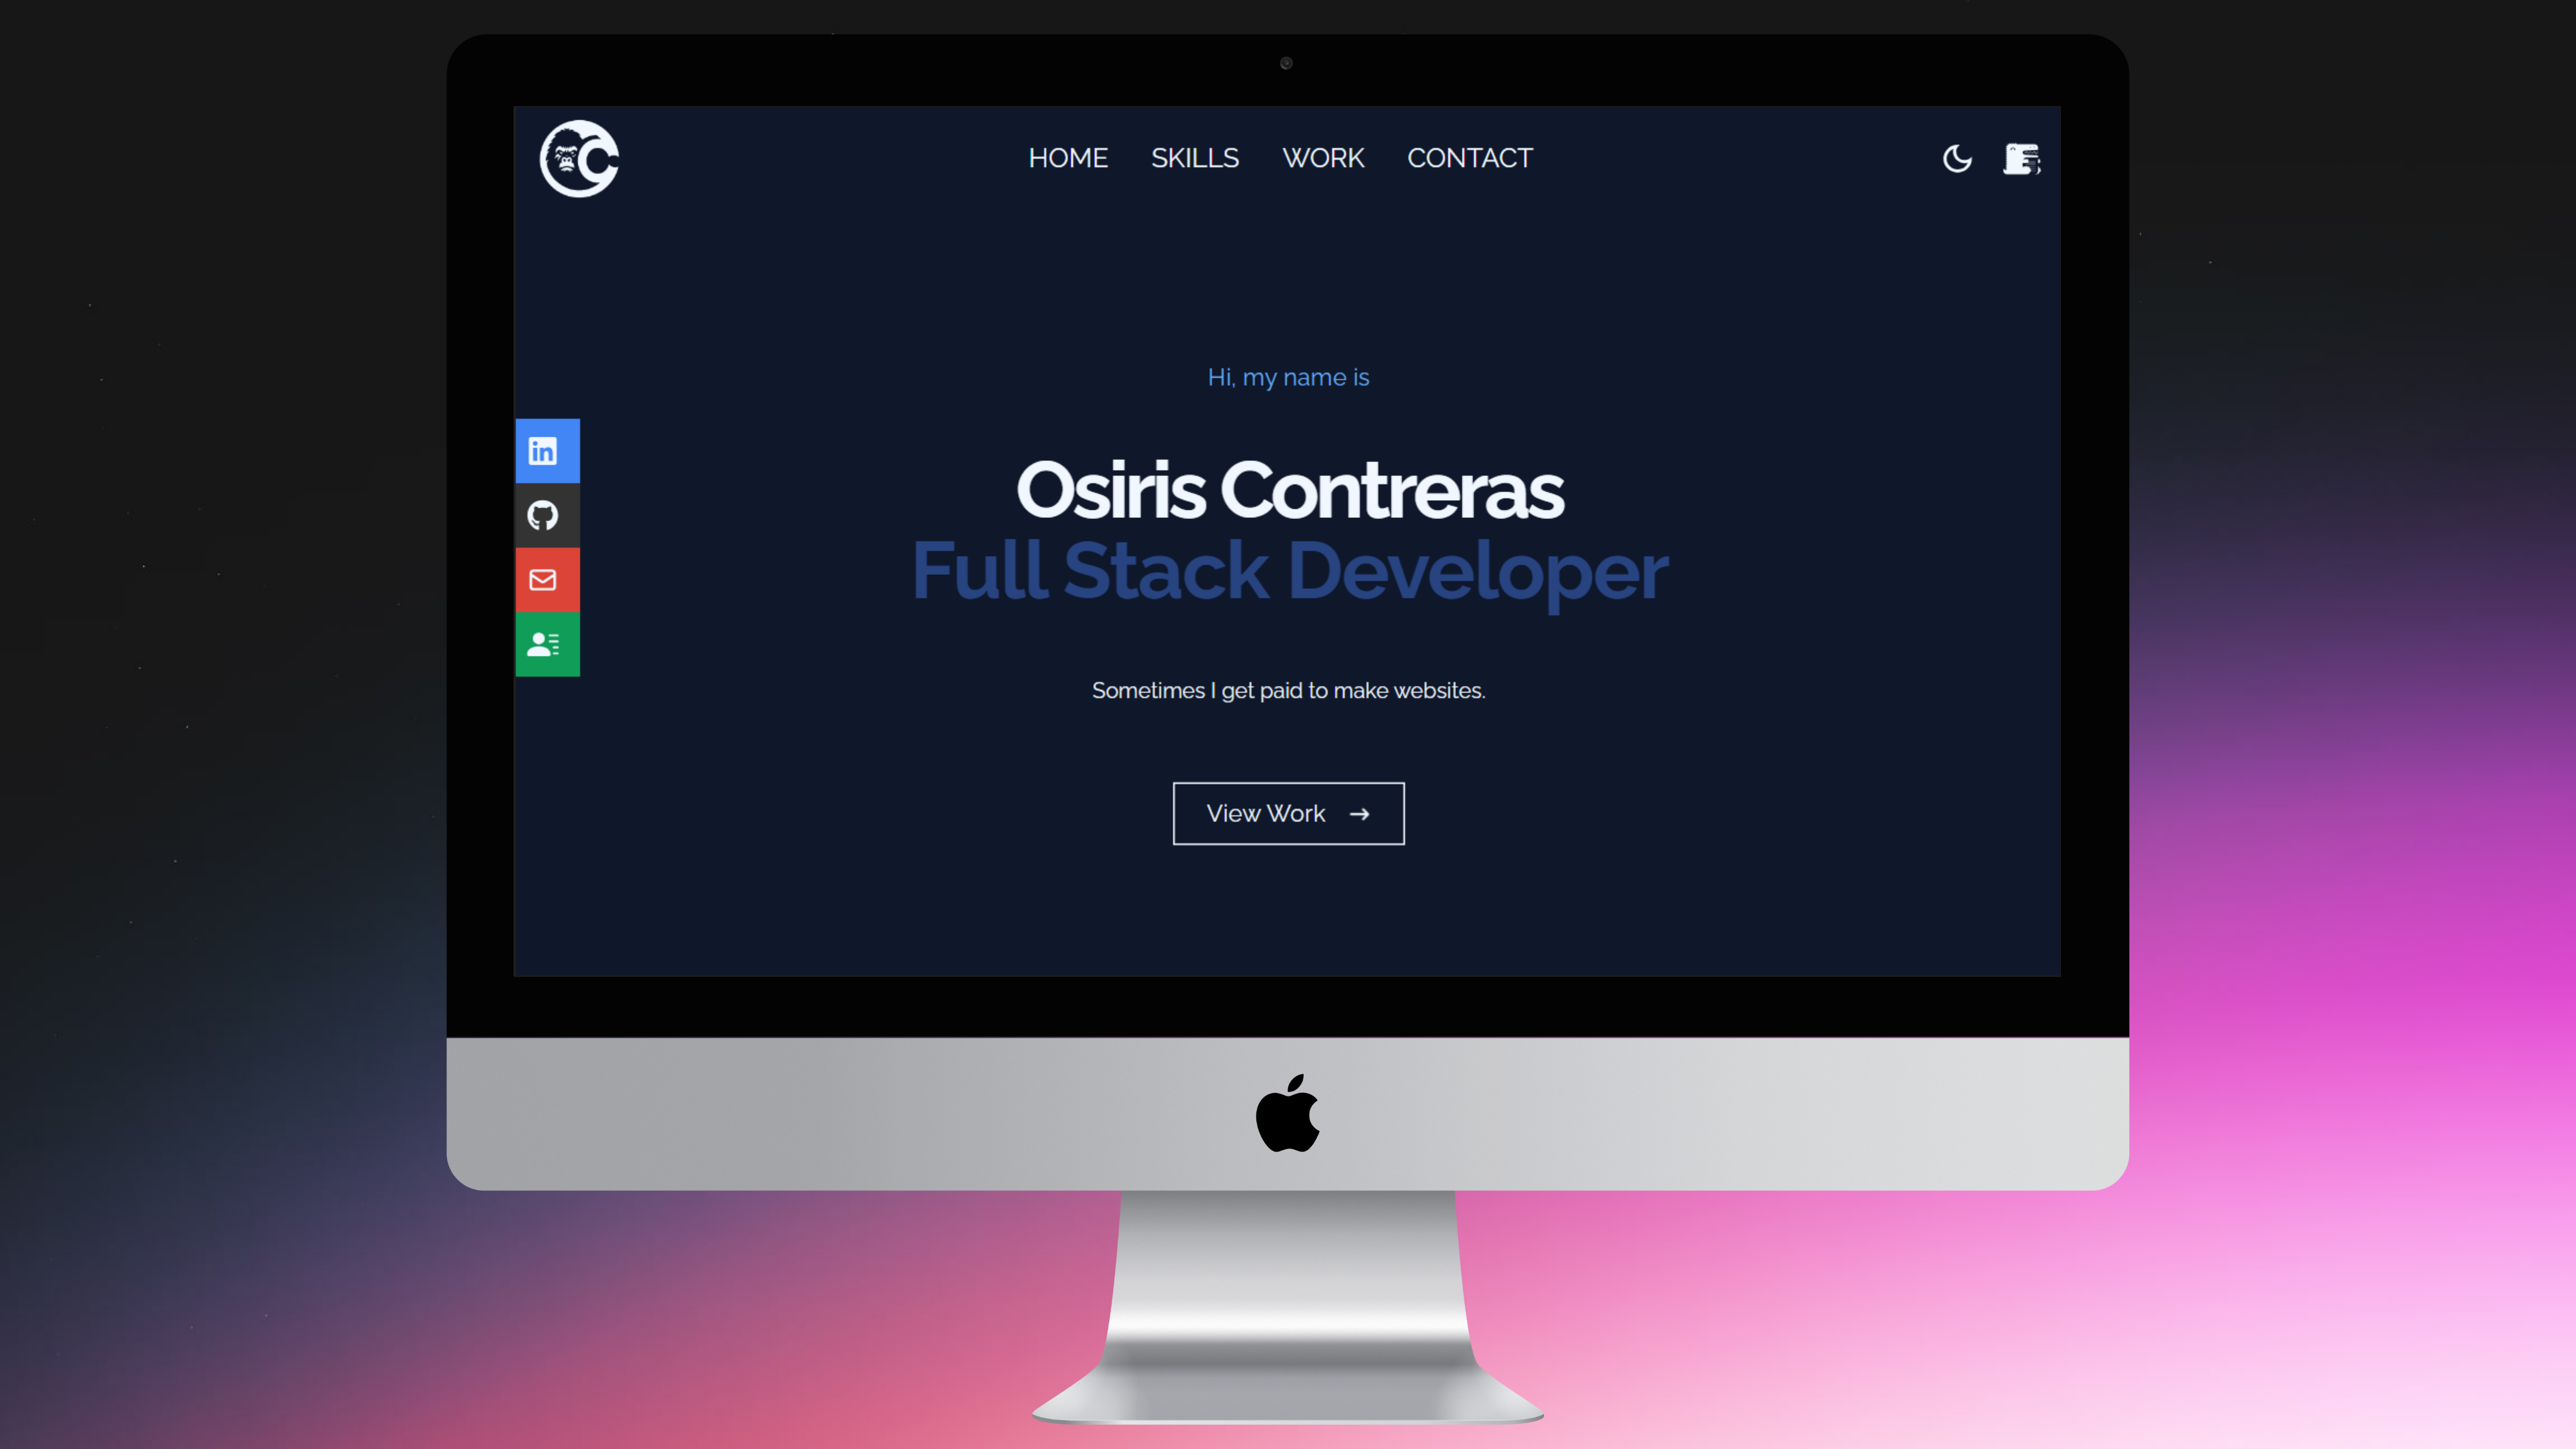 HOME SKILLS WORK CONTACT
Hi, my name is
in
Osiris Contreras
Full Stack Developer
Sometimes I get paid to make websites.
View Work →